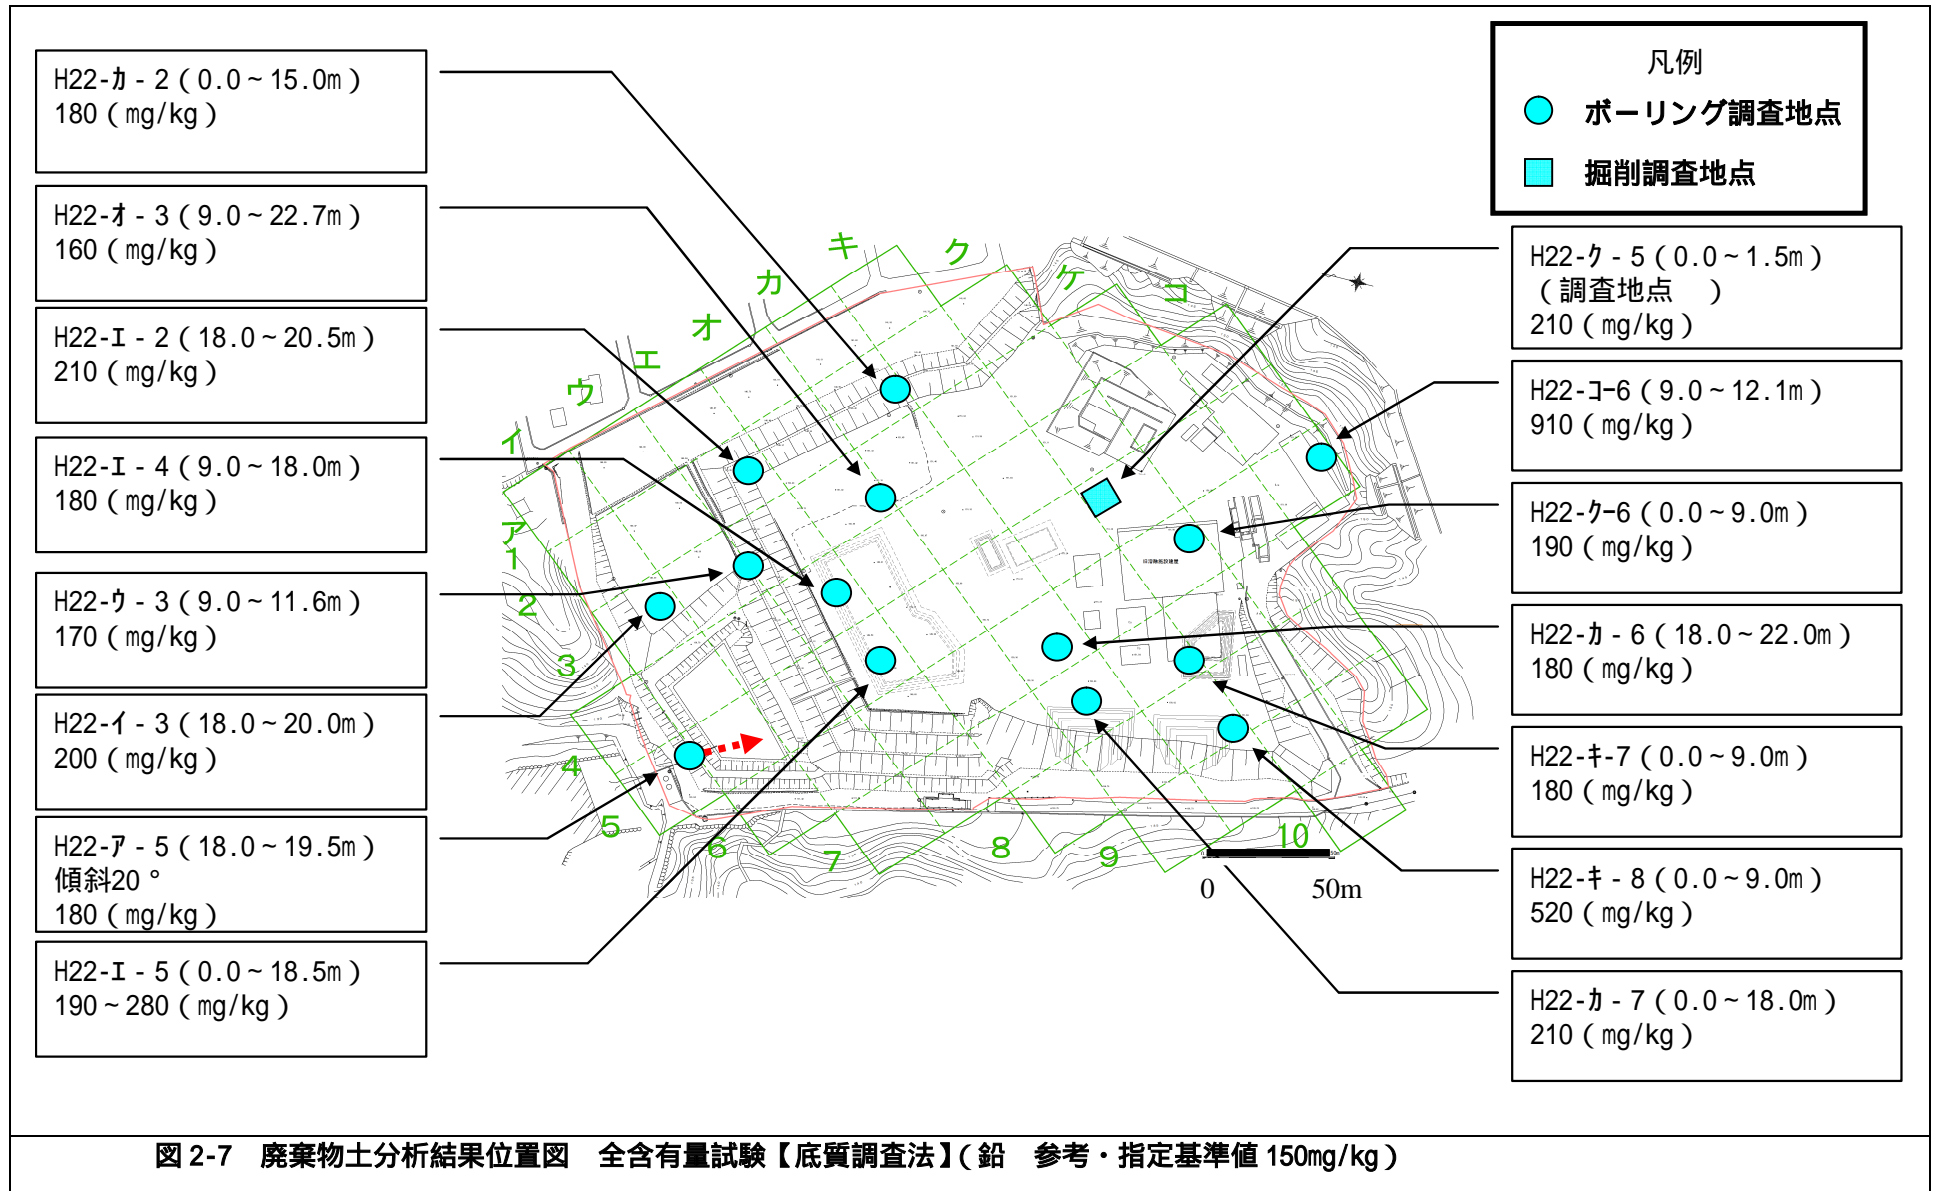 H22-ｶ - 2（0.0～15.0m）
180（mg/kg）
H22-ｵ - 3（9.0～22.7m）
160（mg/kg）
H22-ｴ - 2（18.0～20.5m）
210（mg/kg）
H22-ｴ - 4（9.0～18.0m）
180（mg/kg）
H22-ｳ - 3（9.0～11.6m）
170（mg/kg）
H22-ｲ - 3（18.0～20.0m）
200（mg/kg）
H22-ｱ - 5（18.0～19.5m）
傾斜20°
180（mg/kg）
H22-ｴ - 5（0.0～18.5m）
190～280（mg/kg）
凡例
ボーリング調査地点
掘削調査地点
H22-ｸ - 5（0.0～1.5m）
（調査地点　）
210（mg/kg）
H22-ｺ-6（9.0～12.1m）
910（mg/kg）
H22-ｸ-6（0.0～9.0m）
190（mg/kg）
H22-ｶ - 6（18.0～22.0m）
180（mg/kg）
H22-ｷ-7（0.0～9.0m）
180（mg/kg）
H22-ｷ - 8（0.0～9.0m）
520（mg/kg）
H22-ｶ - 7（0.0～18.0m）
210（mg/kg）
ア
イ
ウ
エ
オ
カ
キ
ク
ケ
コ
1
2
3
4
5
6
7
8
9
10
0 50m
図 2-7　廃棄物土分析結果位置図　全含有量試験【底質調査法】（鉛　参考・指定基準値 150mg/kg）